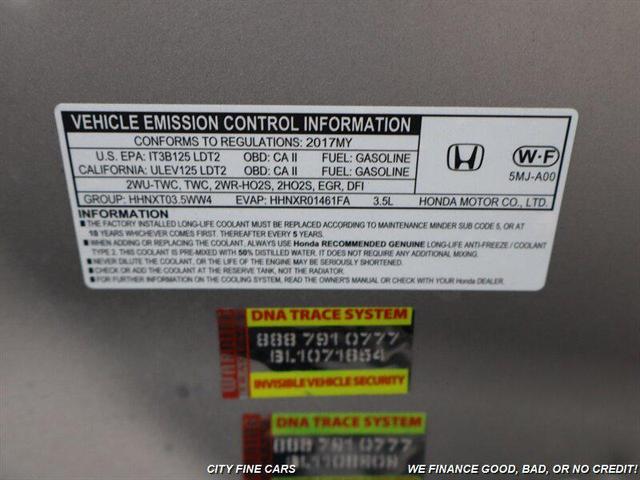 VEHICLE EMISSION CONTROL INFORMATION
CONFORMS TO REGULATIONS: 2017MY
U.S. EPA: IT3B125 LDT2 OBD: CA II FUEL: GASOLINE
CALIFORNIA: ULEV125 LDT2 OBD: CA II FUEL: GASOLINE
2WU-TWC, TWC, 2WR-HO2S, 2HO2S, EGR, DFI
GROUP: HHNXT03.5WW4 EVAP: HHNXR01461FA 3.5L
W-F
5MJ-A00
HONDA MOTOR CO., LTD.
INFORMATION
■ THE FACTORY INSTALLED LONG-LIFE COOLANT MUST BE REPLACED ACCORDING TO MAINTENANCE MINDER SUB CODE 5, OR AT
10 YEARS WHICHEVER COMES FIRST. THEREAFTER EVERY 5 YEARS.
■ WHEN ADDING OR REPLACING THE COOLANT, ALWAYS USE Honda RECOMMENDED GENUINE LONG-LIFE ANTI-FREEZE / COOLANT
TYPE 2. THIS COOLANT IS PRE-MIXED WITH 50% DISTILLED WATER. IT DOES NOT REQUIRE ANY ADDITIONAL MIXING.
■ NEVER DILUTE THE COOLANT, OR THE LIFE OF THE ENGINE MAY BE SERIOUSLY SHORTENED.
■ CHECK OR ADD THE COOLANT AT THE RESERVE TANK, NOT THE RADIATOR.
■ FOR FURTHER INFORMATION ON THE COOLING SYSTEM, READ THE OWNER'S MANUAL OR CHECK WITH YOUR Honda DEALER.
WARNING
DNA TRACE SYSTEM
888 791 0777
BL1071854
INVISIBLE VEHICLE SECURITY
DNA TRACE SYSTEM
888 791 0777
CITY FINE CARS
WE FINANCE GOOD, BAD, OR NO CREDIT!